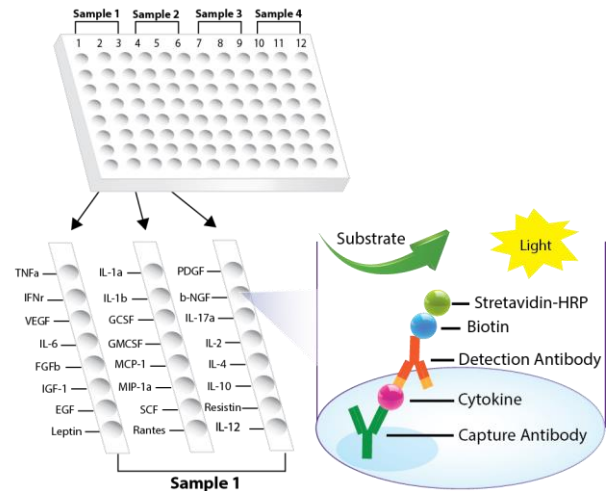 Sample 1 Sample 2 Sample 3 Sample 4
1 2 3 4 5 6 7 8 9 10 11 12
TNFa
IFNr
VEGF
IL-6
FGFb
IGF-1
EGF
Leptin
IL-1a
IL-1b
GCSF
GMCSF
MCP-1
MIP-1a
SCF
Rantes
PDGF
b-NGF
IL-17a
IL-2
IL-4
IL-10
Resistin
IL-12
Sample 1
Substrate
Light
Stretavidin-HRP
Biotin
Detection Antibody
Cytokine
Capture Antibody